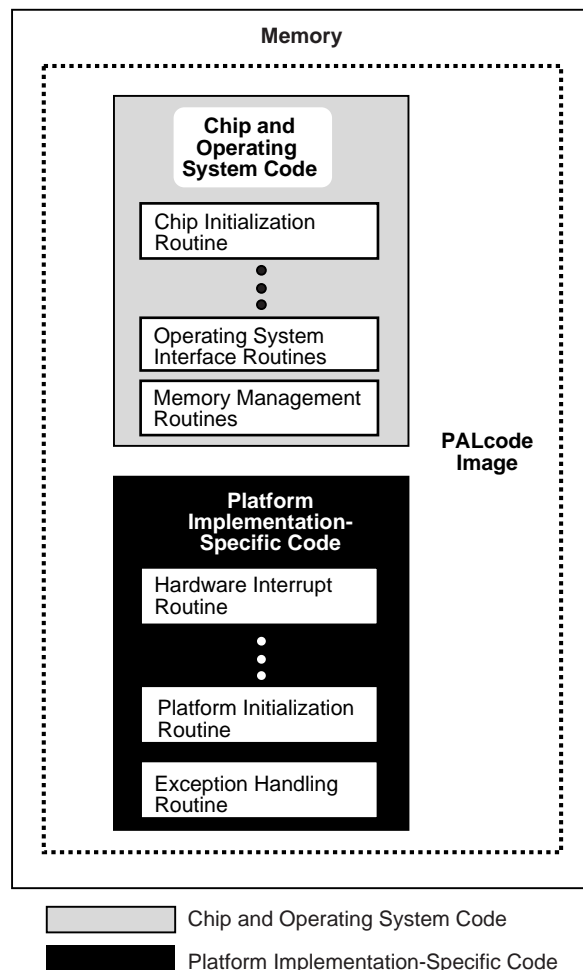 Memory
Chip and
Operating
System Code
Chip Initialization
Routine
Operating System
Interface Routines
Memory Management
Routines
PALcode
Image
Platform
Implementation-
Specific Code
Hardware Interrupt
Routine
Platform Initialization
Routine
Exception Handling
Routine
Chip and Operating System Code
Platform Implementation-Specific Code